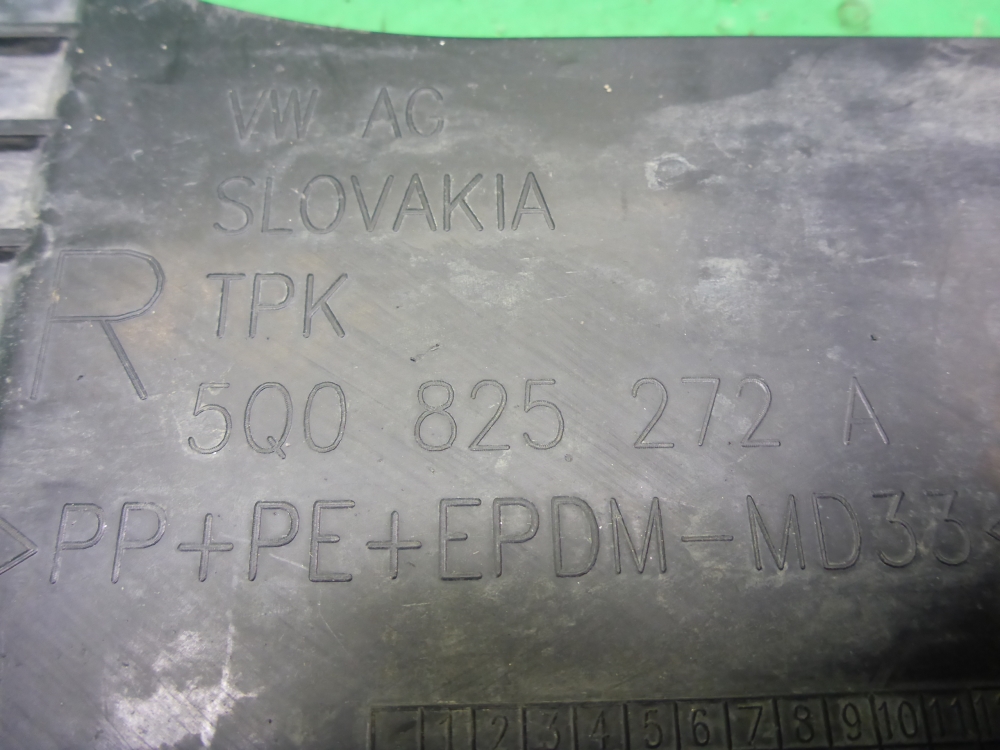 VW AG
SLOVAKIA
R TPK
5Q0 825 272 A
>PP+PE+EPDM-MD33<
1 2 3 4 5 6 7 8 9 10 11